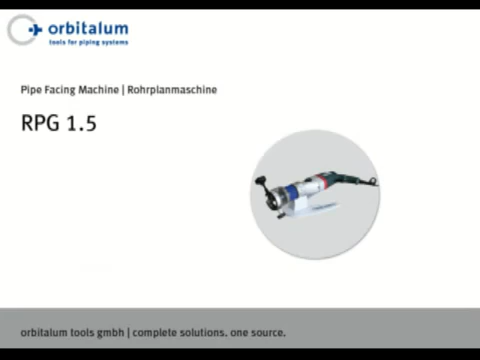 orbitalum
tools for piping systems
Pipe Facing Machine | Rohrplanmaschine
RPG 1.5
orbitalum tools gmbh | complete solutions. one source.